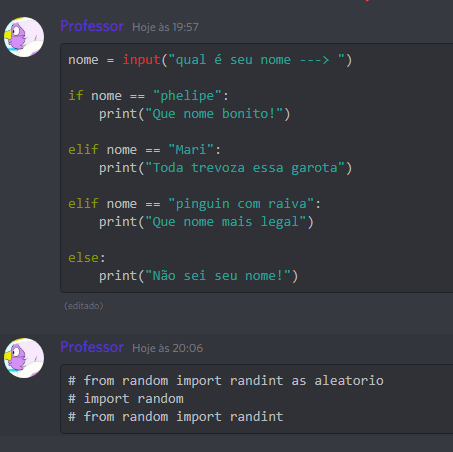 Professor Hoje às 19:57
nome = input("qual é seu nome ---> ")
if nome == "phelipe":
print("Que nome bonito!")
elif nome == "Mari":
print("Toda trevoza essa garota")
elif nome == "pinguin com raiva":
print("Que nome mais legal")
else:
print("Não sei seu nome!")
(editado)
Professor Hoje às 20:06
# from random import randint as aleatorio
# import random
# from random import randint